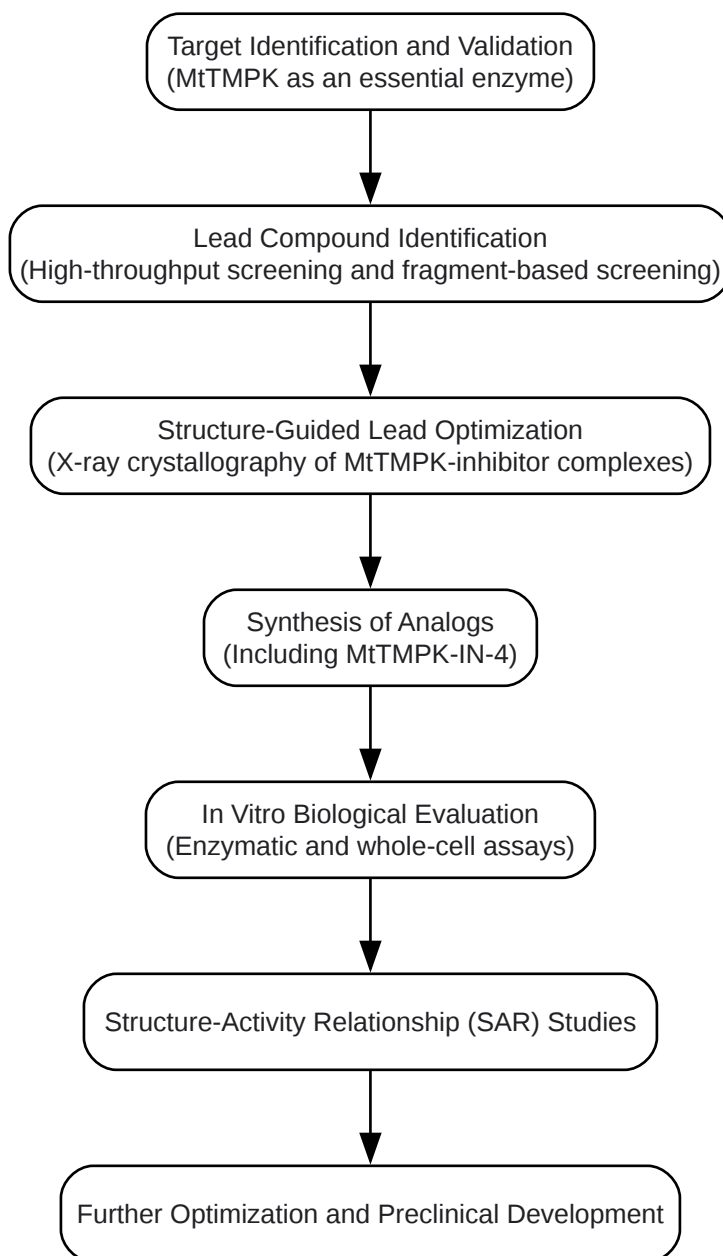 Target Identification and Validation
(MtTMPK as an essential enzyme)
Lead Compound Identification
(High-throughput screening and fragment-based screening)
Structure-Guided Lead Optimization
(X-ray crystallography of MtTMPK-inhibitor complexes)
Synthesis of Analogs
(Including MtTMPK-IN-4)
In Vitro Biological Evaluation
(Enzymatic and whole-cell assays)
Structure-Activity Relationship (SAR) Studies
Further Optimization and Preclinical Development